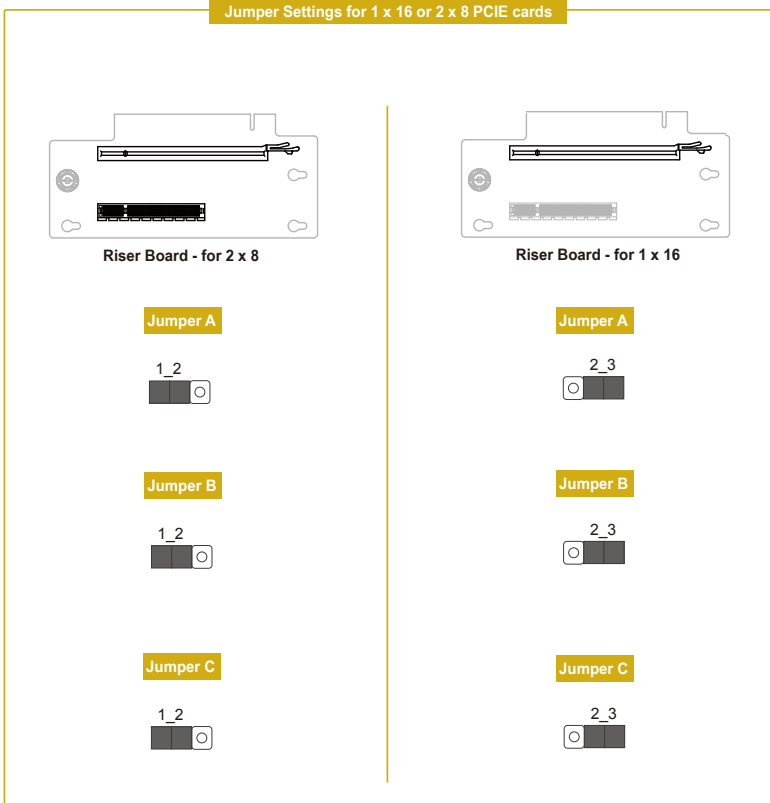 Jumper Settings for 1 x 16 or 2 x 8 PCIE cards
Riser Board - for 2 x 8
Jumper A
1_2
Jumper B
1_2
Jumper C
1_2
Riser Board - for 1 x 16
Jumper A
2_3
Jumper B
2_3
Jumper C
2_3